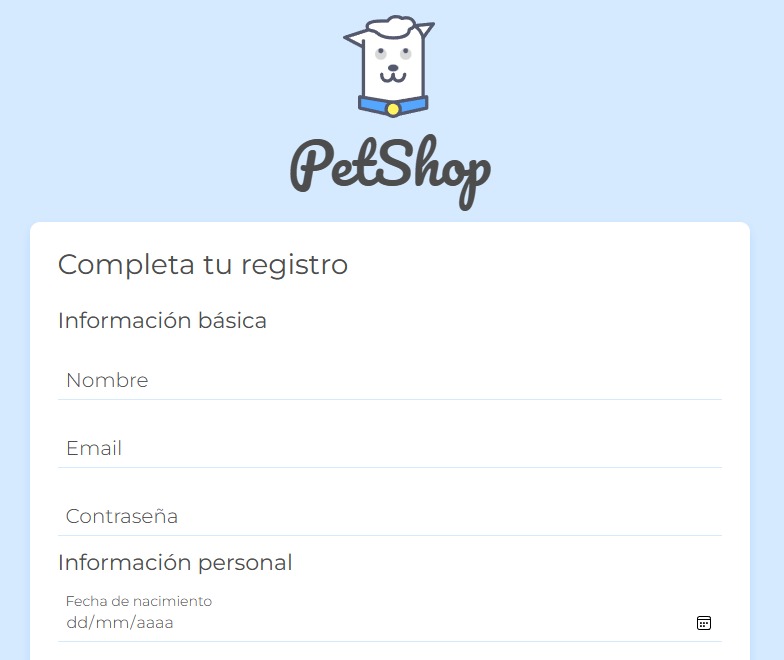 PetShop
Completa tu registro
Información básica
Nombre
Email
Contraseña
Información personal
Fecha de nacimiento
dd/mm/aaaa